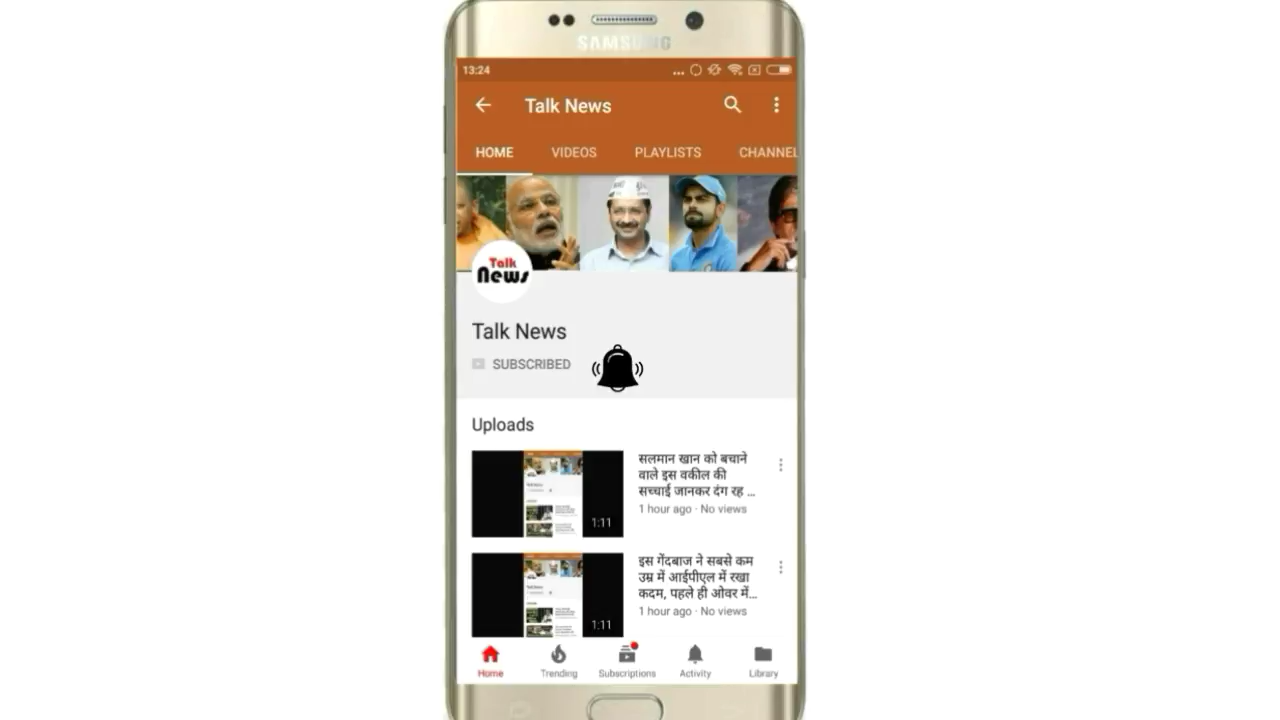 SAMSUNG
13:24
Talk News
HOME VIDEOS PLAYLISTS CHANNEL
Talk
News
Talk News
SUBSCRIBED
Uploads
सलमान खान को बचाने
वाले इस वकील की
सच्चाई जानकर दंग रह ...
1 hour ago · No views
1:11
इस गेंदबाज ने सबसे कम
उम्र में आईपीएल में रखा
कदम, पहले ही ओवर में...
1 hour ago · No views
1:11
Home Trending Subscriptions Activity Library